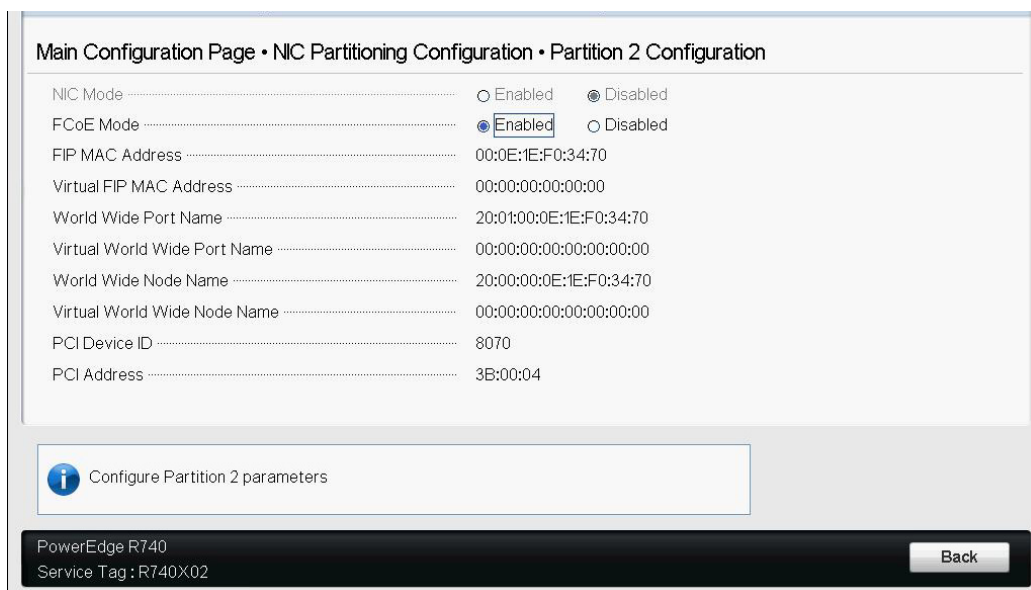 Main Configuration Page • NIC Partitioning Configuration • Partition 2 Configuration
NIC Mode Enabled Disabled
FCoE Mode Enabled Disabled
FIP MAC Address 00:0E:1E:F0:34:70
Virtual FIP MAC Address 00:00:00:00:00:00
World Wide Port Name 20:01:00:0E:1E:F0:34:70
Virtual World Wide Port Name 00:00:00:00:00:00:00:00
World Wide Node Name 20:00:00:0E:1E:F0:34:70
Virtual World Wide Node Name 00:00:00:00:00:00:00:00
PCI Device ID 8070
PCI Address 3B:00:04
Configure Partition 2 parameters
PowerEdge R740
Service Tag : R740X02
Back